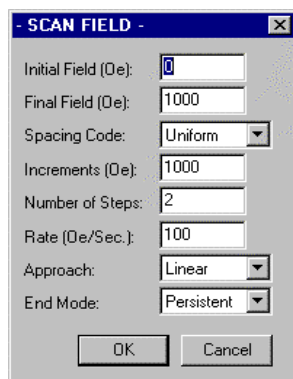 - SCAN FIELD -
Initial Field (Oe): 0
Final Field (Oe): 1000
Spacing Code: Uniform
Increments (Oe): 1000
Number of Steps: 2
Rate (Oe/Sec.): 100
Approach: Linear
End Mode: Persistent
OK Cancel